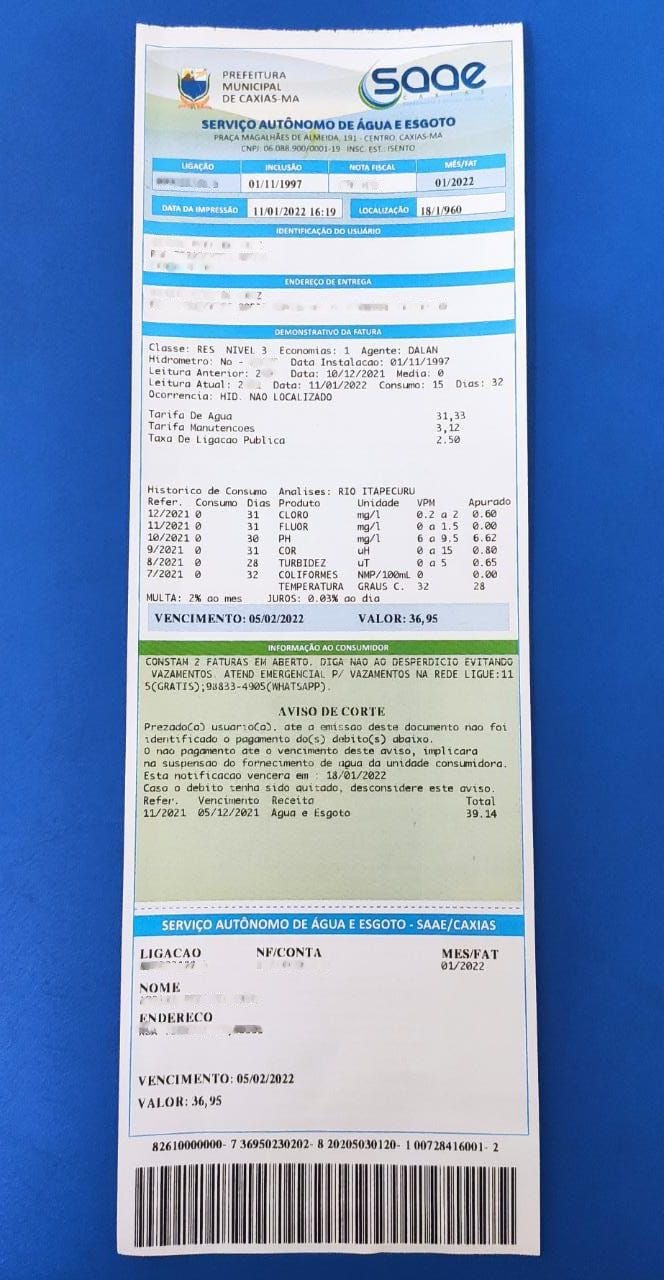 PREFEITURA
MUNICIPAL
DE CAXIAS-MA
saae
CAXIAS
SERVIÇO AUTÔNOMO DE ÁGUA E ESGOTO
PRAÇA MAGALHÃES DE ALMEIDA, 191 - CENTRO, CAXIAS-MA
CNPJ: 06.088.900/0001-19 INSC. EST.: ISENTO
LIGAÇÃO INCLUSÃO NOTA FISCAL MÊS/FAT
01/11/1997 01/2022
DATA DA IMPRESSÃO 11/01/2022 16:19 LOCALIZAÇÃO 18/1/960
IDENTIFICAÇÃO DO USUÁRIO
ENDEREÇO DE ENTREGA
DEMONSTRATIVO DA FATURA
Classe: RES NIVEL 3 Economias: 1 Agente: DALAN
Hidrometro: No - Data Instalacao: 01/11/1997
Leitura Anterior: 2 Data: 10/12/2021 Media: 0
Leitura Atual: 2 Data: 11/01/2022 Consumo: 15 Dias: 32
Ocorrencia: HID. NAO LOCALIZADO
Tarifa De Agua 31,33
Tarifa Manutencoes 3,12
Taxa De Ligacao Publica 2.50
Historico de Consumo Analises: RIO ITAPECURU
Refer. Consumo Dias Produto Unidade VPM Apurado
12/2021 0 31 CLORO mg/l 0.2 a 2 0.60
11/2021 0 31 FLUOR mg/l 0 a 1.5 0.00
10/2021 0 30 PH mg/l 6 a 9.5 6.62
9/2021 0 31 COR uH 0 a 15 0.80
8/2021 0 28 TURBIDEZ uT 0 a 5 0.65
7/2021 0 32 COLIFORMES NMP/100mL 0 0.00
TEMPERATURA GRAUS C. 32 28
MULTA: 2% ao mes JUROS: 0.03% ao dia
VENCIMENTO: 05/02/2022 VALOR: 36,95
INFORMAÇÃO AO CONSUMIDOR
CONSTAM 2 FATURAS EM ABERTO. DIGA NAO AO DESPERDICIO EVITANDO
VAZAMENTOS. ATEND EMERGENCIAL P/ VAZAMENTOS NA REDE LIGUE:11
5(GRATIS);98833-4905(WHATSAPP).
AVISO DE CORTE
Prezado(a) usuario(a), ate a emissao deste documento nao foi
identificado o pagamento do(s) debito(s) abaixo.
O nao pagamento ate o vencimento deste aviso, implicara
na suspensao do fornecimento de agua da unidade consumidora.
Esta notificacao vencera em : 18/01/2022
Caso o debito tenha sido quitado, desconsidere este aviso.
Refer. Vencimento Receita Total
11/2021 05/12/2021 Agua e Esgoto 39.14
SERVIÇO AUTÔNOMO DE ÁGUA E ESGOTO - SAAE/CAXIAS
LIGACAO NF/CONTA MES/FAT
01/2022
NOME
ENDERECO
VENCIMENTO: 05/02/2022
VALOR: 36,95
82610000000- 7 36950230202- 8 20205030120- 1 00728416001- 2